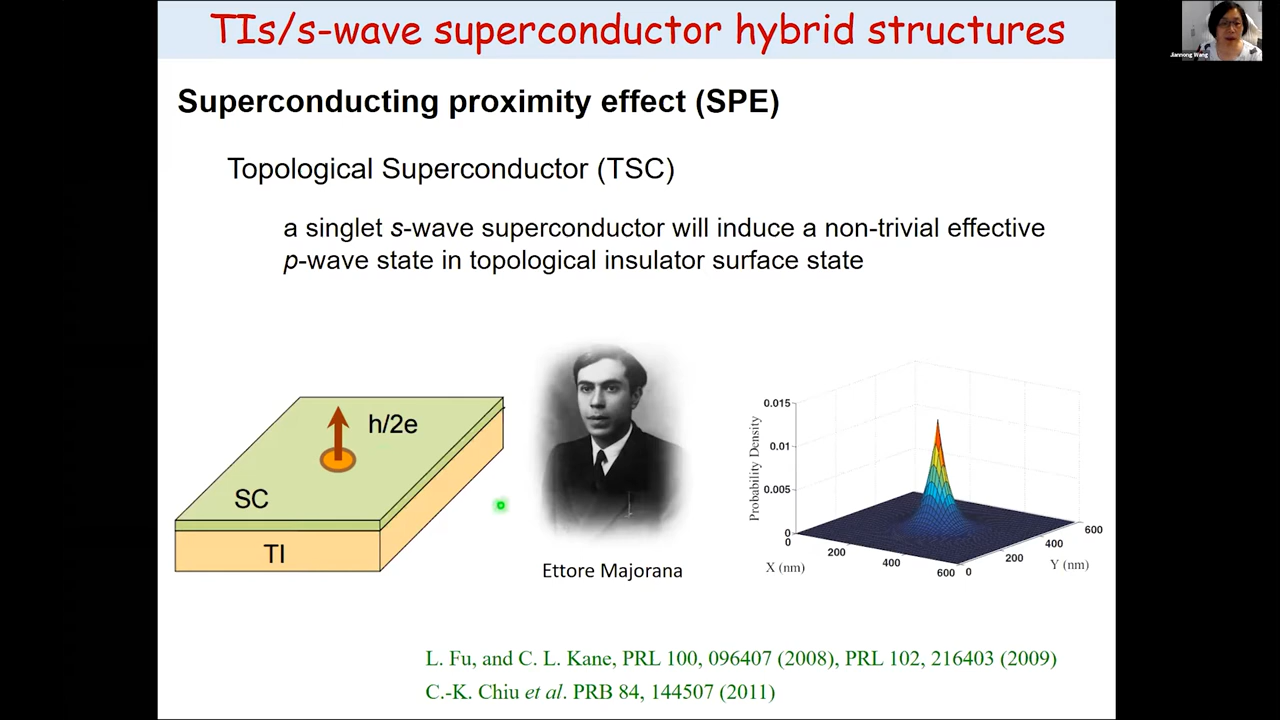 TIs/s-wave superconductor hybrid structures
Jiannong Wang
Superconducting proximity effect (SPE)
Topological Superconductor (TSC)
a singlet s-wave superconductor will induce a non-trivial effective
p-wave state in topological insulator surface state
h/2e
SC
TI
Ettore Majorana
Probability Density
0.015
0.01
0.005
0
0
200
400
600
X (nm)
0
200
400
600
Y (nm)
L. Fu, and C. L. Kane, PRL 100, 096407 (2008), PRL 102, 216403 (2009)
C.-K. Chiu et al. PRB 84, 144507 (2011)